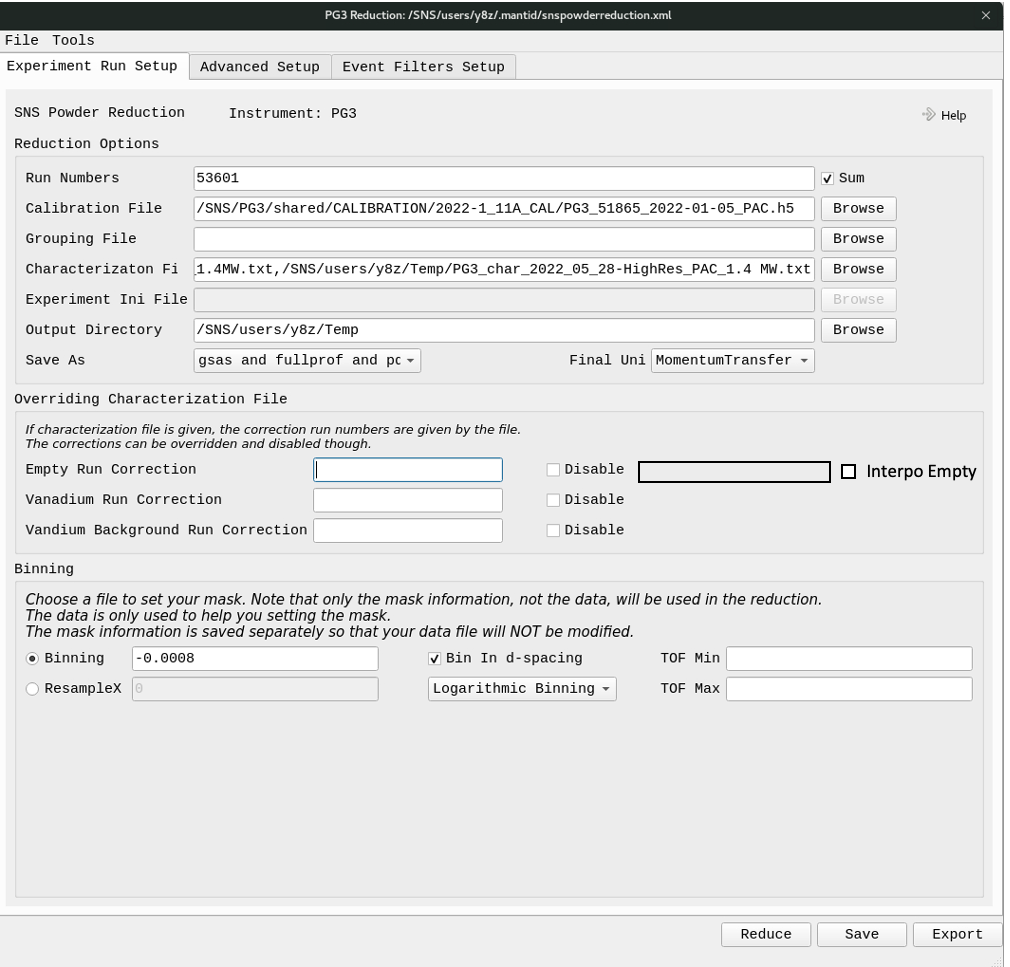 PG3 Reduction: /SNS/users/y8z/.mantid/snspowderreduction.xml
File Tools
Experiment Run Setup Advanced Setup Event Filters Setup
SNS Powder Reduction Instrument: PG3 Help
Reduction Options
Run Numbers 53601 Sum
Calibration File /SNS/PG3/shared/CALIBRATION/2022-1_11A_CAL/PG3_51865_2022-01-05_PAC.h5 Browse
Grouping File Browse
Characterizaton Fi _1.4MW.txt,/SNS/users/y8z/Temp/PG3_char_2022_05_28-HighRes_PAC_1.4 MW.txt Browse
Experiment Ini File Browse
Output Directory /SNS/users/y8z/Temp Browse
Save As gsas and fullprof and pc Final Uni MomentumTransfer
Overriding Characterization File
If characterization file is given, the correction run numbers are given by the file.
The corrections can be overridden and disabled though.
Empty Run Correction Disable Interpo Empty
Vanadium Run Correction Disable
Vandium Background Run Correction Disable
Binning
Choose a file to set your mask. Note that only the mask information, not the data, will be used in the reduction.
The data is only used to help you setting the mask.
The mask information is saved separately so that your data file will NOT be modified.
Binning -0.0008 Bin In d-spacing TOF Min
ResampleX 0 Logarithmic Binning TOF Max
Reduce Save Export